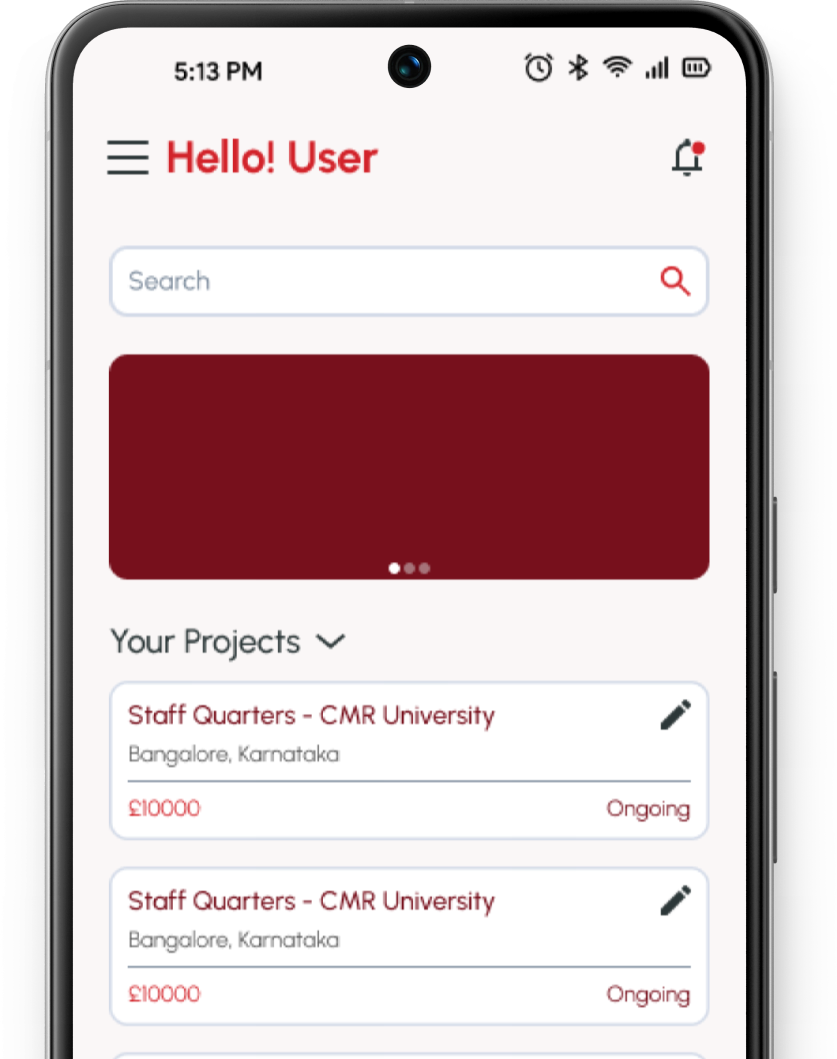 5:13 PM
Hello! User
Search
Your Projects
Staff Quarters - CMR University
Bangalore, Karnataka
£10000 Ongoing
Staff Quarters - CMR University
Bangalore, Karnataka
£10000 Ongoing